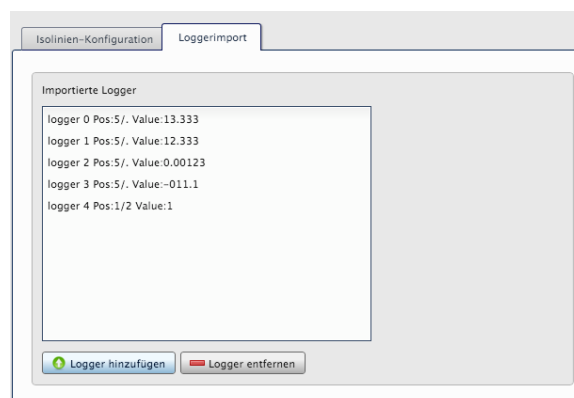 Isolinien-Konfiguration Loggerimport
Importierte Logger
logger 0 Pos:5/. Value:13.333
logger 1 Pos:5/. Value:12.333
logger 2 Pos:5/. Value:0.00123
logger 3 Pos:5/. Value:-011.1
logger 4 Pos:1/2 Value:1
Logger hinzufügen Logger entfernen